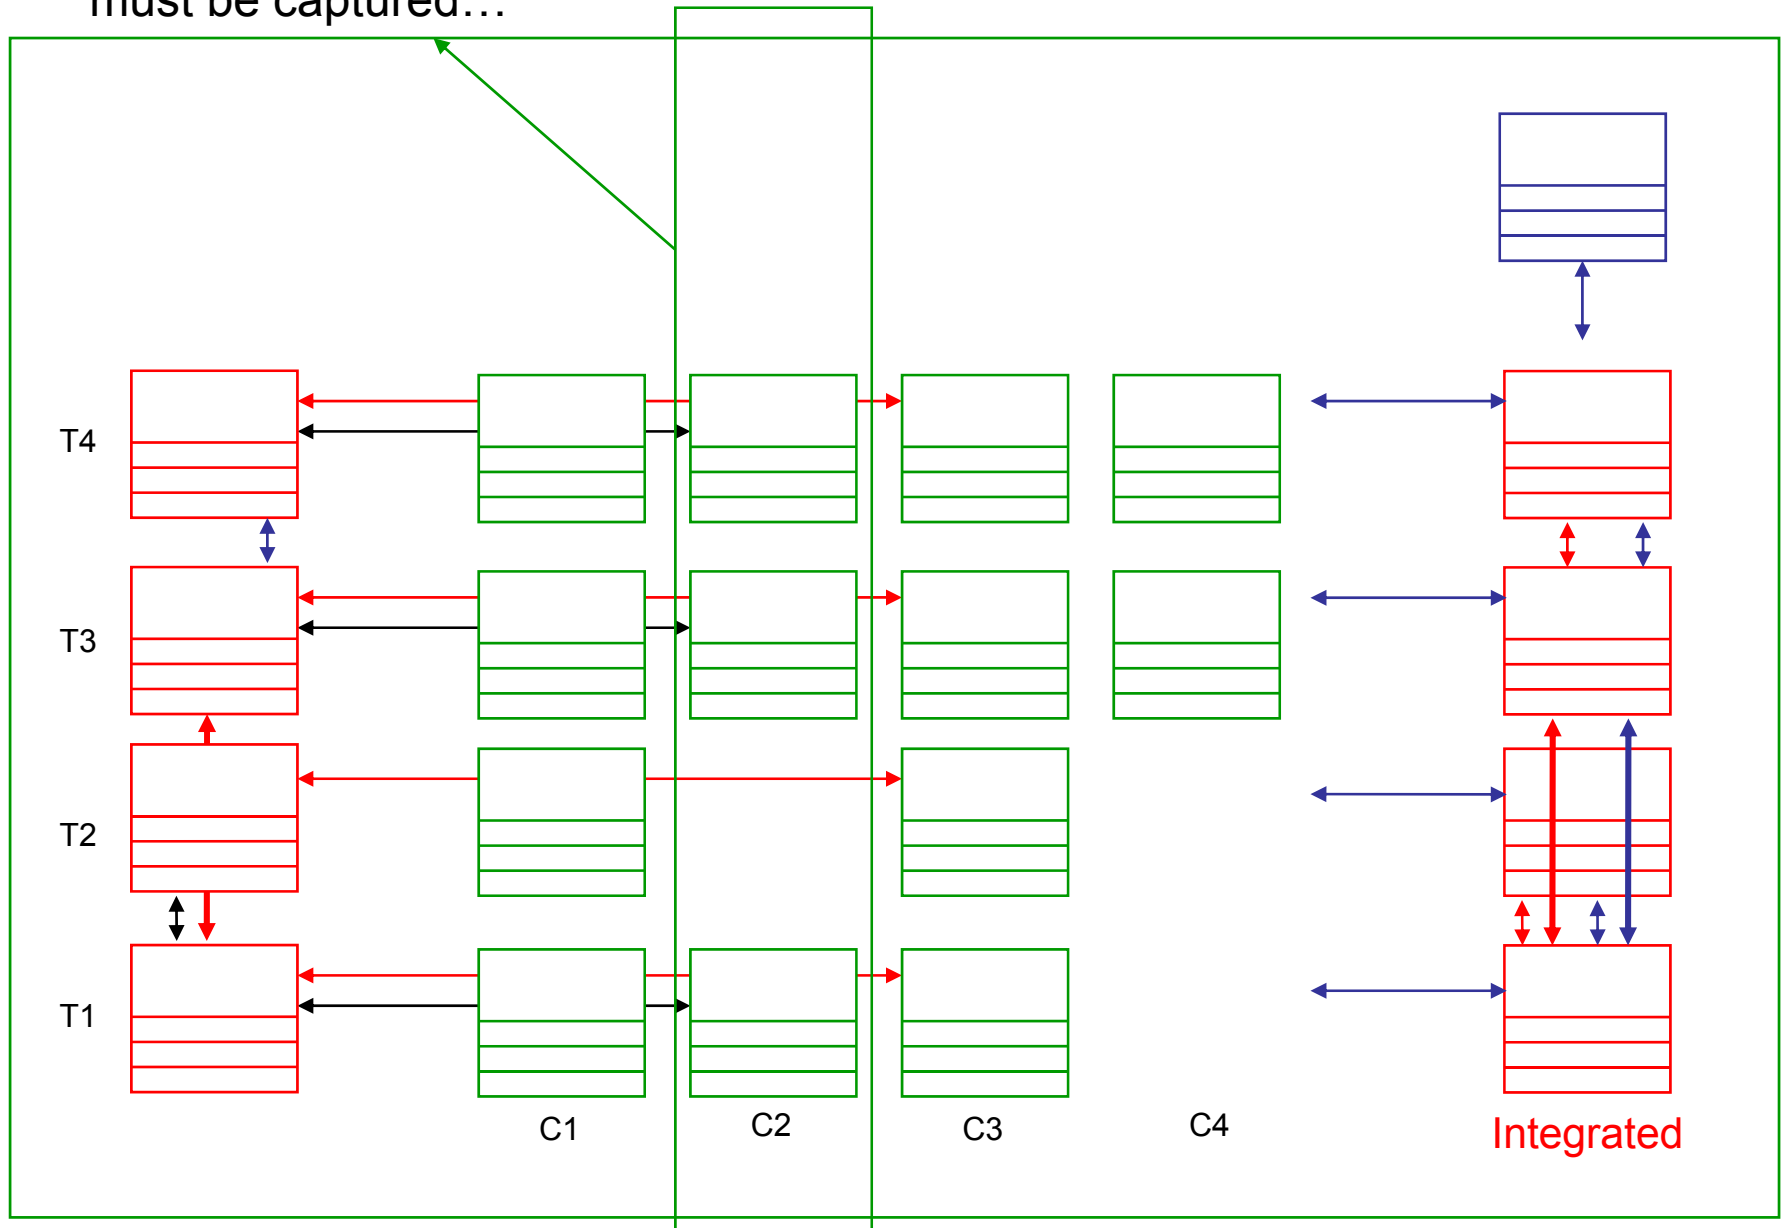 must be captured…
T4
T3
T2
T1
C1
C2
C3
C4
Integrated